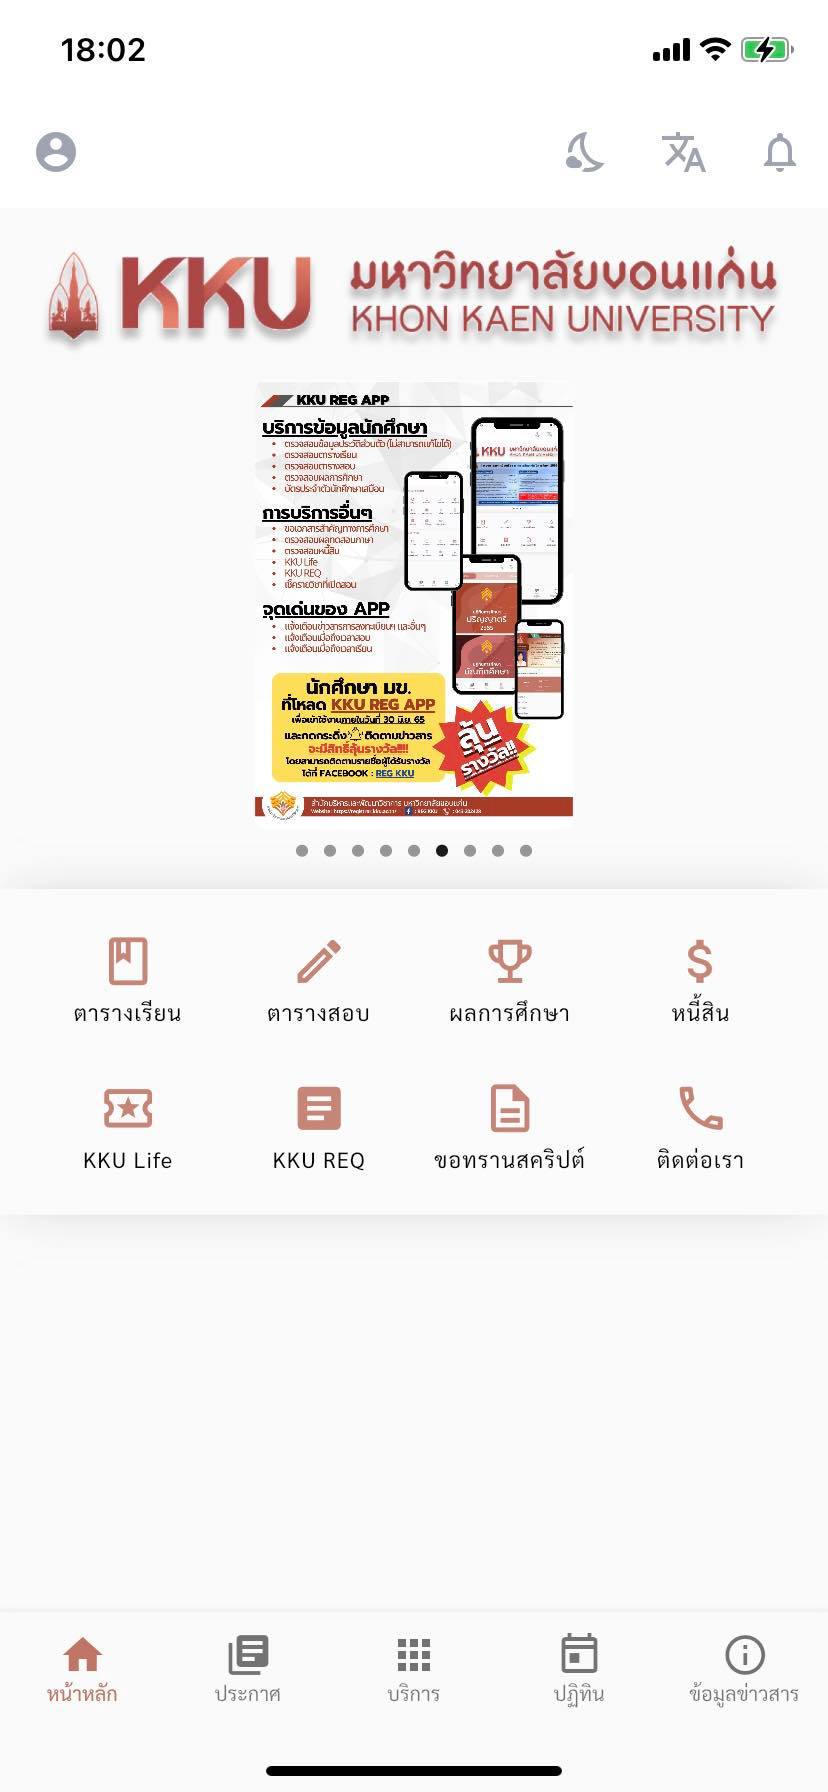 18:02
KKU มหาวิทยาลัยขอนแก่น
KHON KAEN UNIVERSITY
KKU REG APP
บริการข้อมูลนักศึกษา
ตรวจสอบข้อมูลประวัติส่วนตัว (ไม่สามารถแก้ไขได้)
ตรวจสอบตารางเรียน
ตรวจสอบตารางสอบ
ตรวจสอบผลการศึกษา
บัตรประจำตัวนักศึกษาเสมือน
การบริการอื่นๆ
ขอเอกสารสำคัญทางการศึกษา
ตรวจสอบผลทดสอบภาษา
ตรวจสอบหนี้สิน
KKU Life
KKU REQ
เช็ครายวิชาที่เปิดสอน
จุดเด่นของ APP
แจ้งเตือนข่าวสารการลงทะเบียนฯ และอื่นๆ
แจ้งเตือนเมื่อถึงเวลาสอบ
แจ้งเตือนเมื่อถึงเวลาเรียน
ปริญญาตรี
2565
บัณฑิตศึกษา
นักศึกษา มข.
ที่โหลด KKU REG APP
เพื่อเข้าใช้งานภายในวันที่ 30 มิ.ย. 65
และกดกระดิ่ง ติดตามข่าวสาร
จะมีสิทธิ์ลุ้นรางวัล!!!!
โดยสามารถติดตามรายชื่อผู้ได้รับรางวัล
ได้ที่ FACEBOOK : REG KKU
ลุ้น
รางวัล!!
สำนักบริหารและพัฒนาวิชาการ มหาวิทยาลัยขอนแก่น
ตารางเรียน
ตารางสอบ
ผลการศึกษา
หนี้สิน
KKU Life
KKU REQ
ขอทรานสคริปต์
ติดต่อเรา
หน้าหลัก
ประกาศ
บริการ
ปฏิทิน
ข้อมูลข่าวสาร